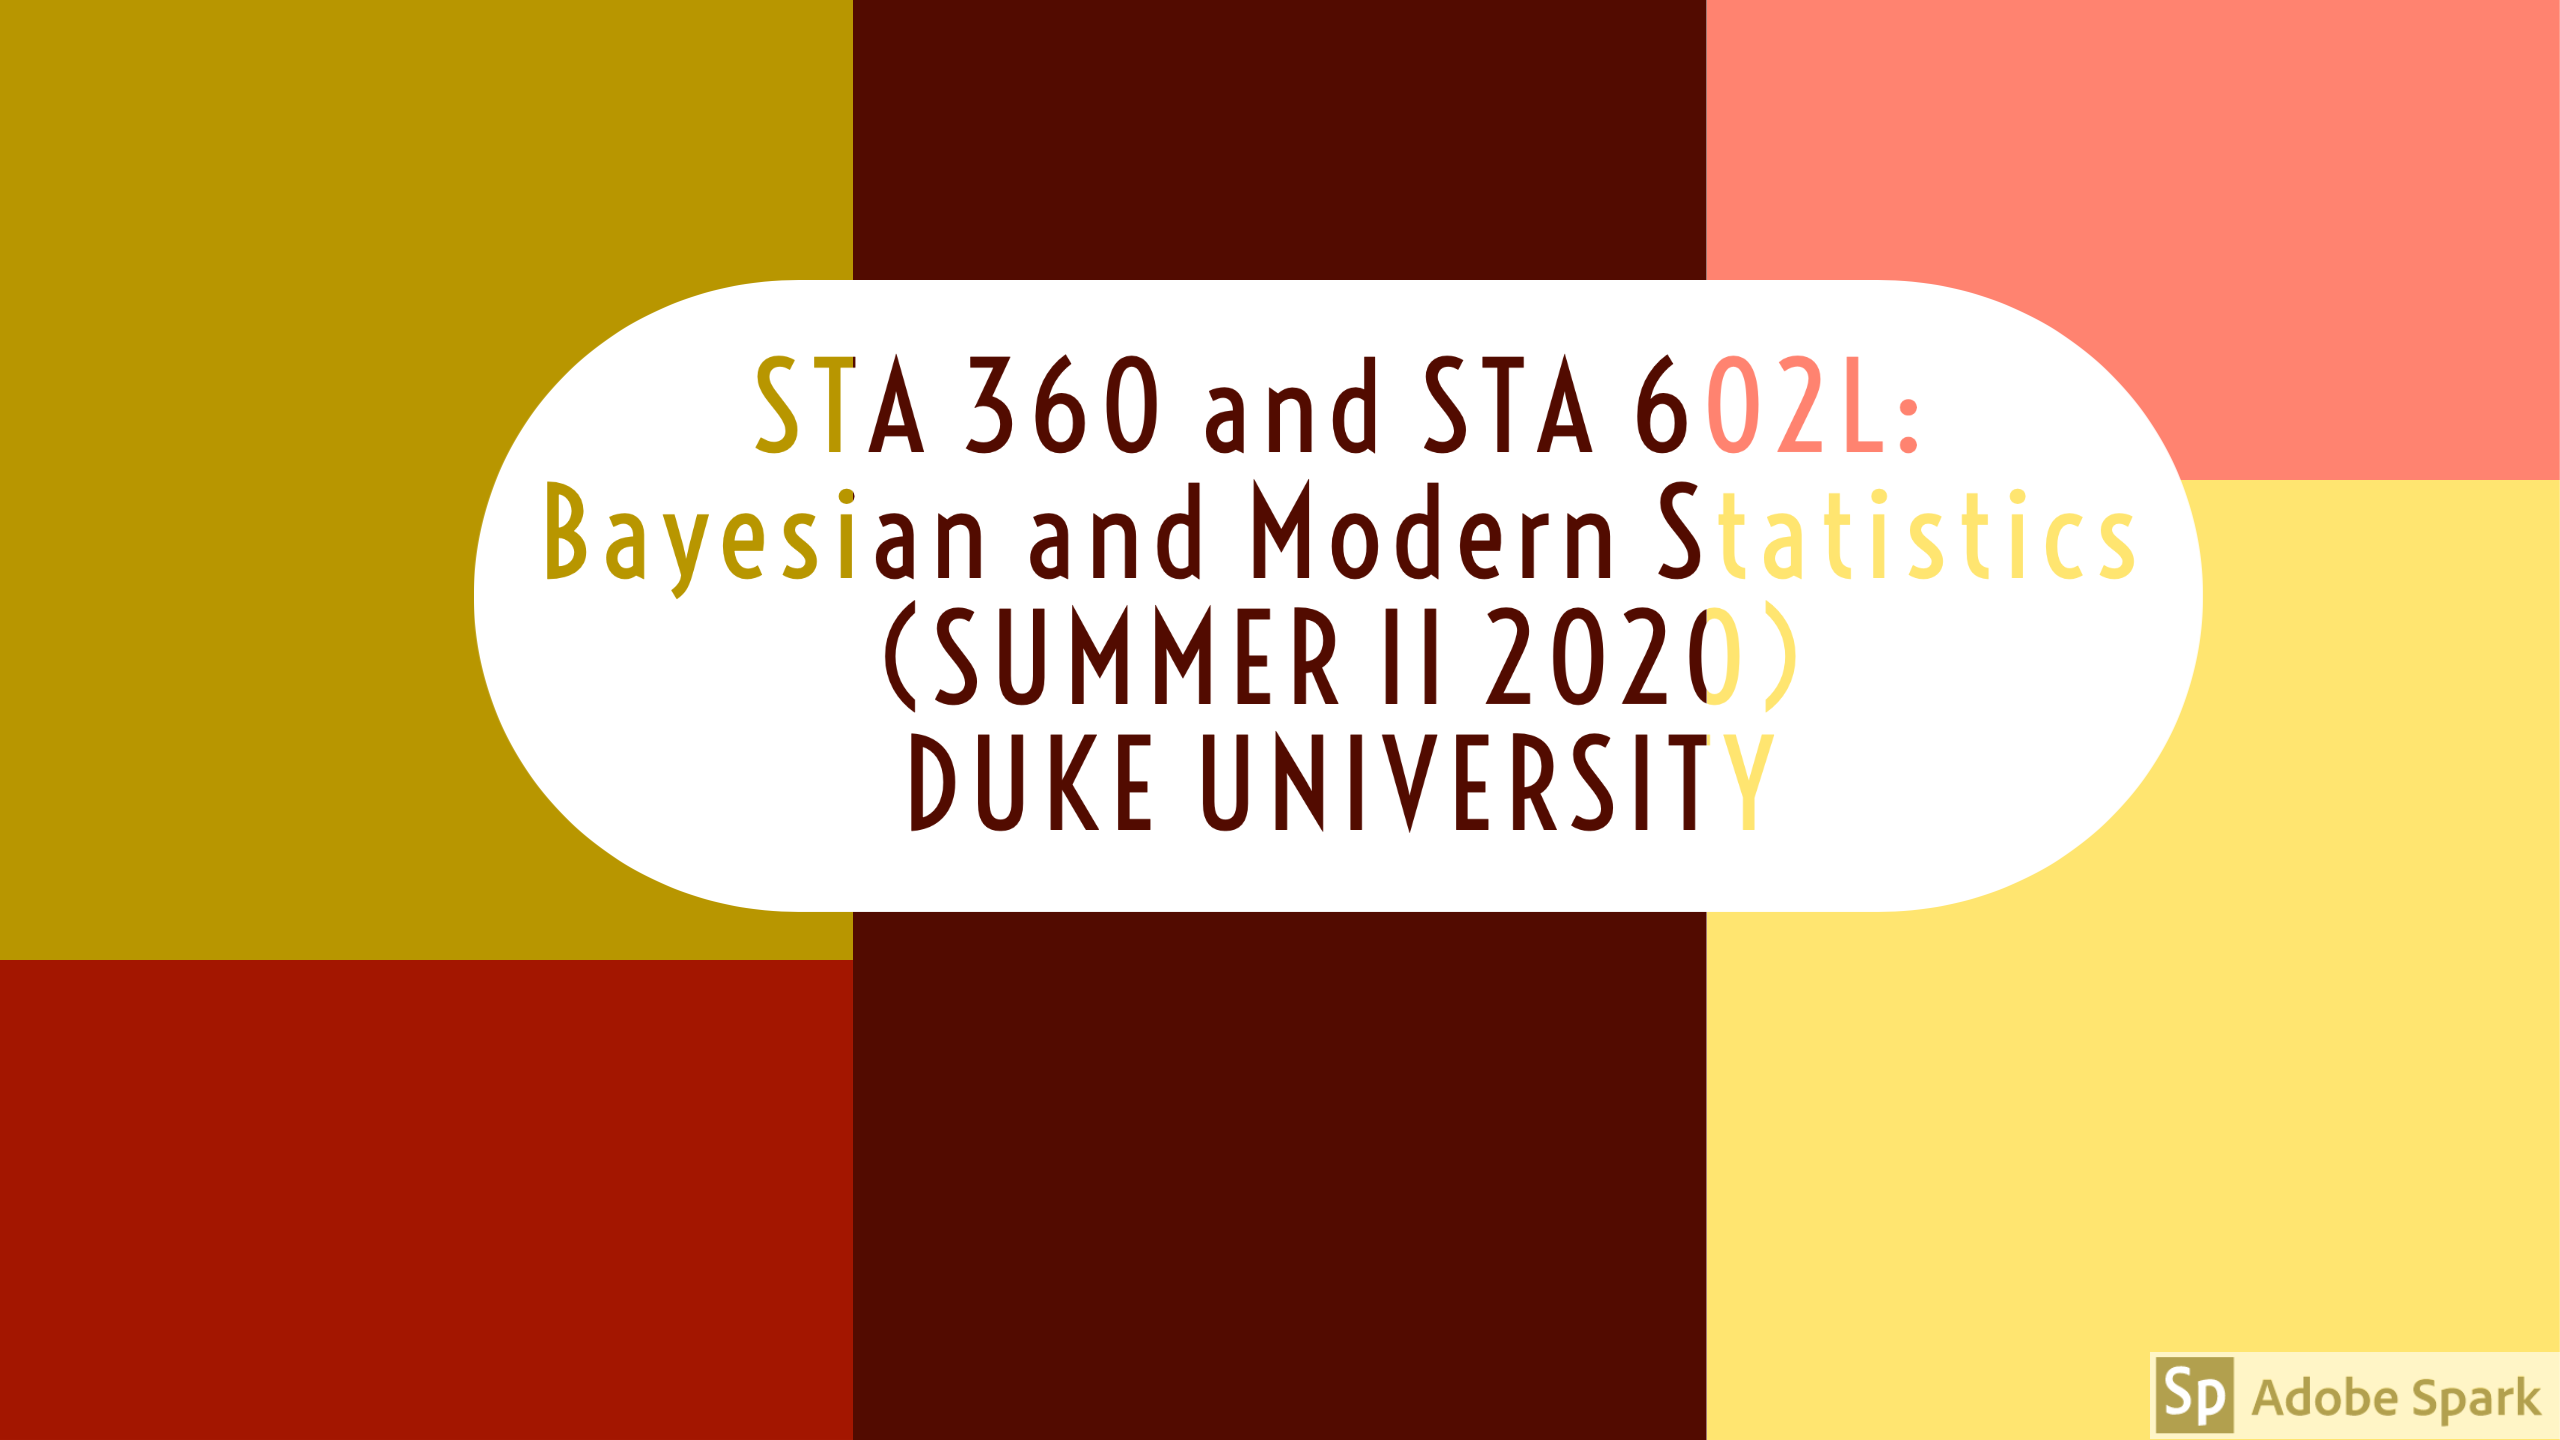 STA 360 and STA 602L:
Bayesian and Modern Statistics
(SUMMER II 2020)
DUKE UNIVERSITY
Sp Adobe Spark